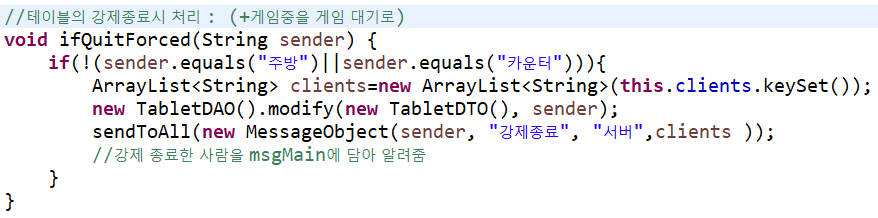 //테이블의 강제종료시 처리 : (+게임중을 게임 대기로)
void ifQuitForced(String sender) {
if(!(sender.equals("주방")||sender.equals("카운터"))){
ArrayList<String> clients=new ArrayList<String>(this.clients.keySet());
new TabletDAO().modify(new TabletDTO(), sender);
sendToAll(new MessageObject(sender, "강제종료", "서버",clients ));
//강제 종료한 사람을 msgMain에 담아 알려줌
}
}